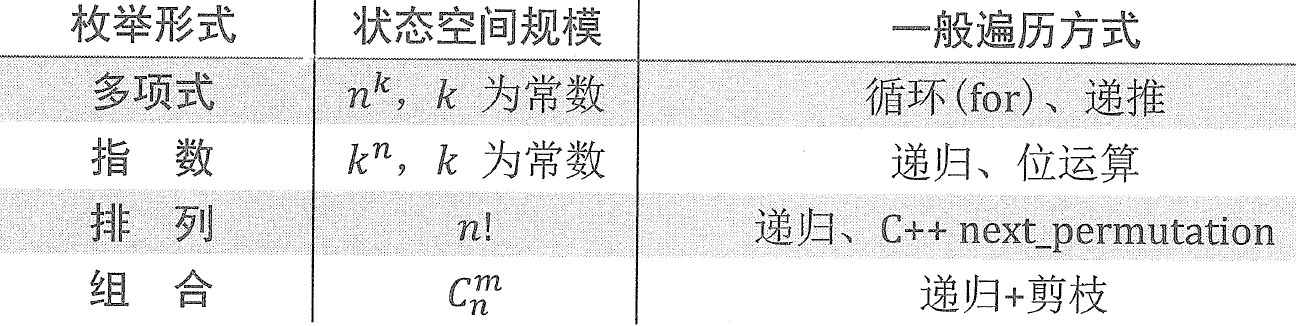 枚举形式 状态空间规模 一般遍历方式
多项式 n^k，k 为常数 循环(for)、递推
指 数 k^n，k 为常数 递归、位运算
排 列 n! 递归、C++ next_permutation
组 合 C_n^m 递归+剪枝